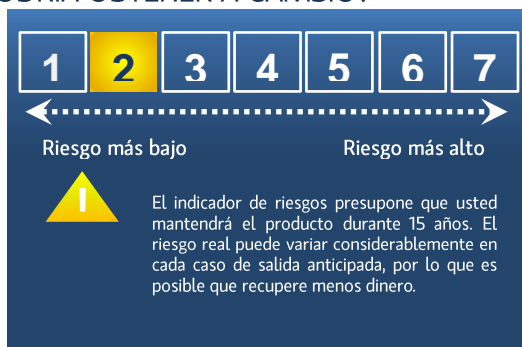 1 2 3 4 5 6 7
Riesgo más bajo Riesgo más alto
!
El indicador de riesgos presupone que usted
mantendrá el producto durante 15 años. El
riesgo real puede variar considerablemente en
cada caso de salida anticipada, por lo que es
posible que recupere menos dinero.